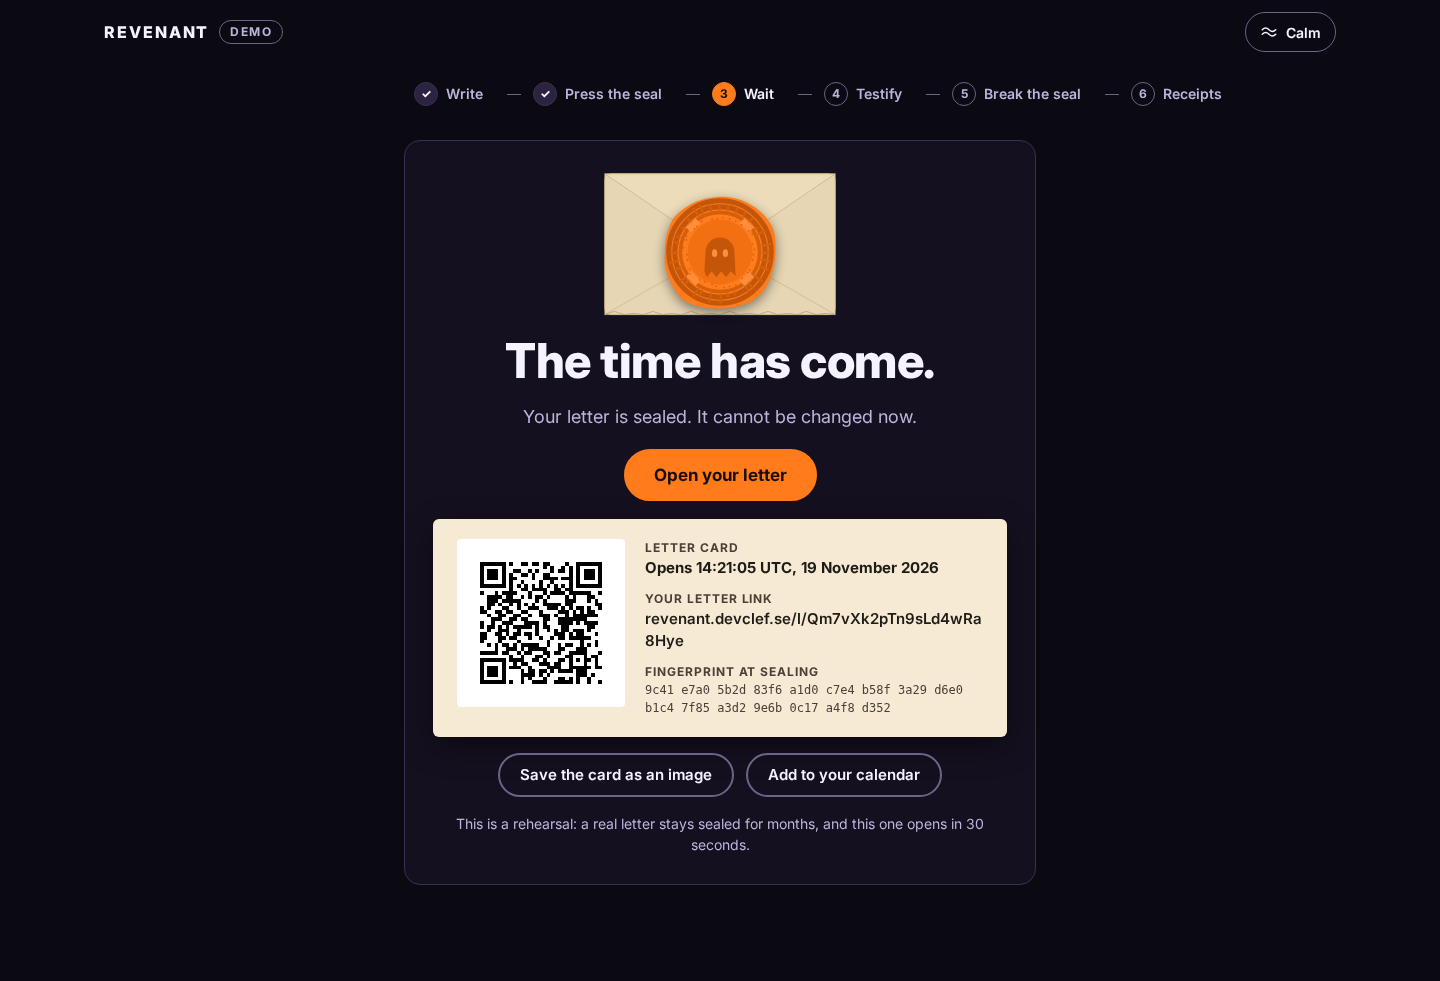 REVENANT DEMO Calm
Write — Press the seal — 3 Wait — 4 Testify — 5 Break the seal — 6 Receipts
The time has come.
Your letter is sealed. It cannot be changed now.
Open your letter
LETTER CARD
Opens 14:21:05 UTC, 19 November 2026
YOUR LETTER LINK
revenant.devclef.se/l/Qm7vXk2pTn9sLd4wRa
8Hye
FINGERPRINT AT SEALING
9c41 e7a0 5b2d 83f6 a1d0 c7e4 b58f 3a29 d6e0
b1c4 7f85 a3d2 9e6b 0c17 a4f8 d352
Save the card as an image Add to your calendar
This is a rehearsal: a real letter stays sealed for months, and this one opens in 30
seconds.